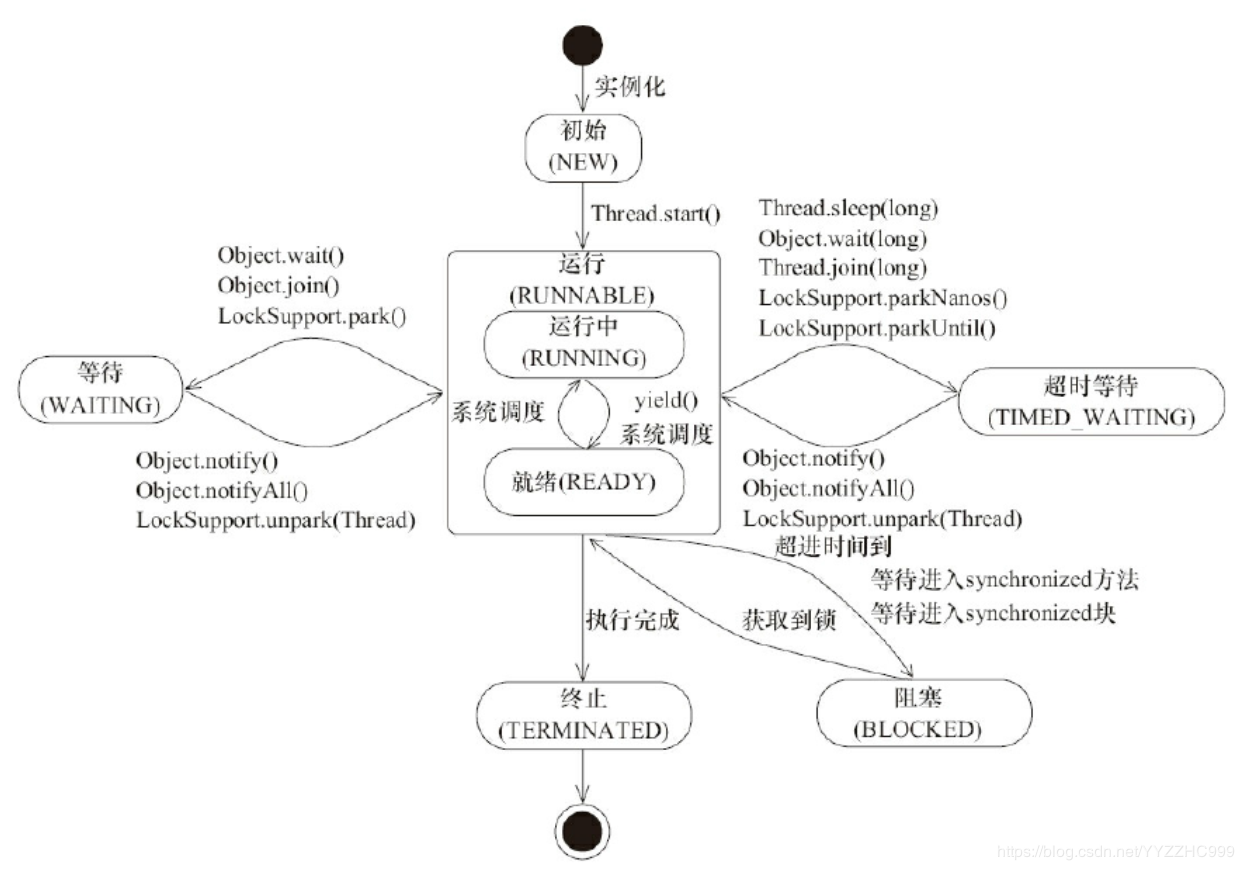 实例化
初始
(NEW)
Thread.start()
Object.wait()
Object.join()
LockSupport.park()
Thread.sleep(long)
Object.wait(long)
Thread.join(long)
LockSupport.parkNanos()
LockSupport.parkUntil()
运行
(RUNNABLE)
运行中
(RUNNING)
等待
(WAITING)
超时等待
(TIMED_WAITING)
系统调度
yield()
系统调度
就绪(READY)
Object.notify()
Object.notifyAll()
LockSupport.unpark(Thread)
Object.notify()
Object.notifyAll()
LockSupport.unpark(Thread)
超进时间到
等待进入synchronized方法
等待进入synchronized块
获取到锁
执行完成
终止
(TERMINATED)
阻塞
(BLOCKED)
https://blog.csdn.net/YYZZHC999